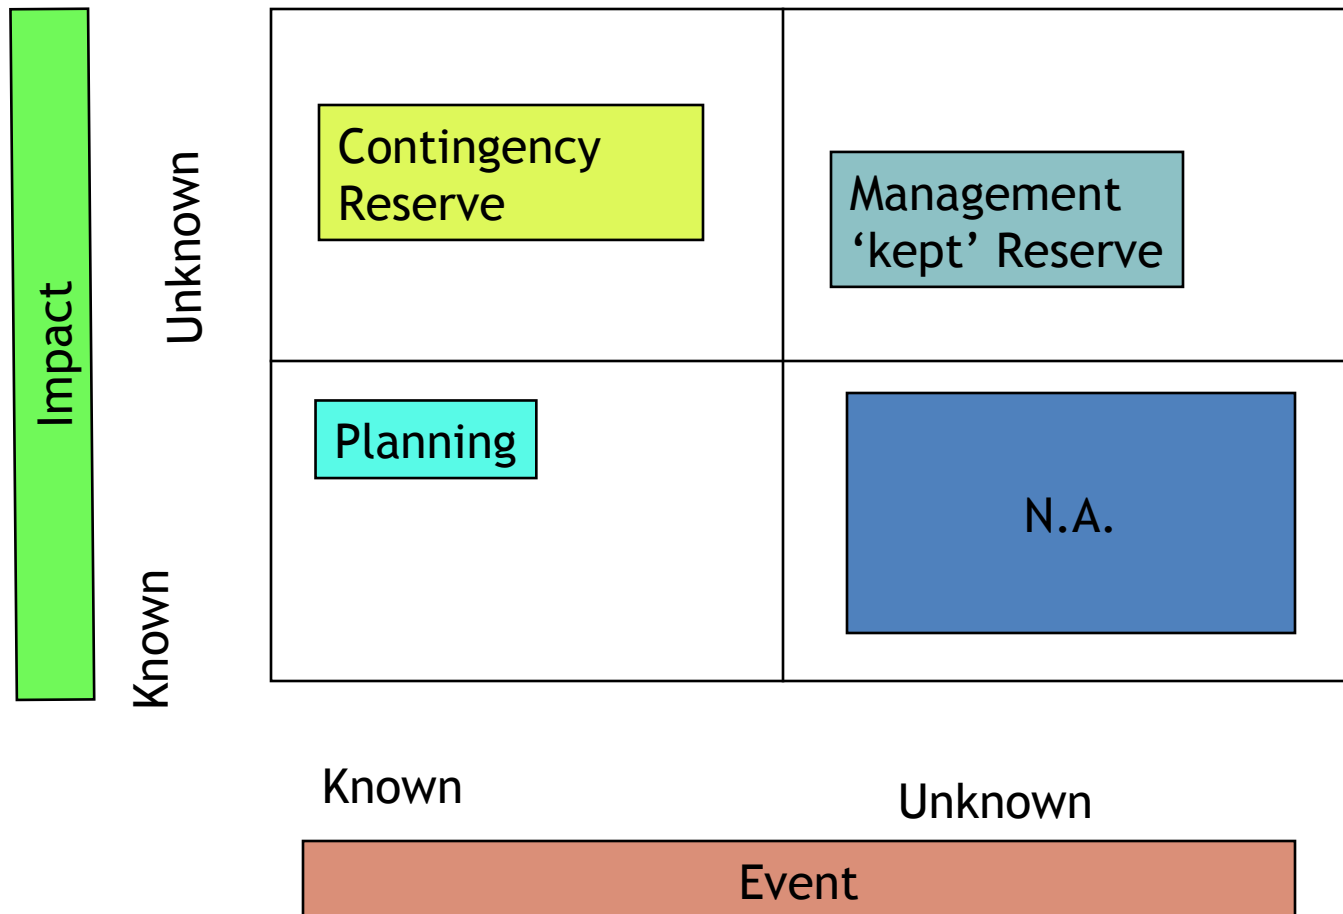 Impact
Unknown
Known
Contingency
Reserve
Management
‘kept’ Reserve
Planning
N.A.
Known
Unknown
Event